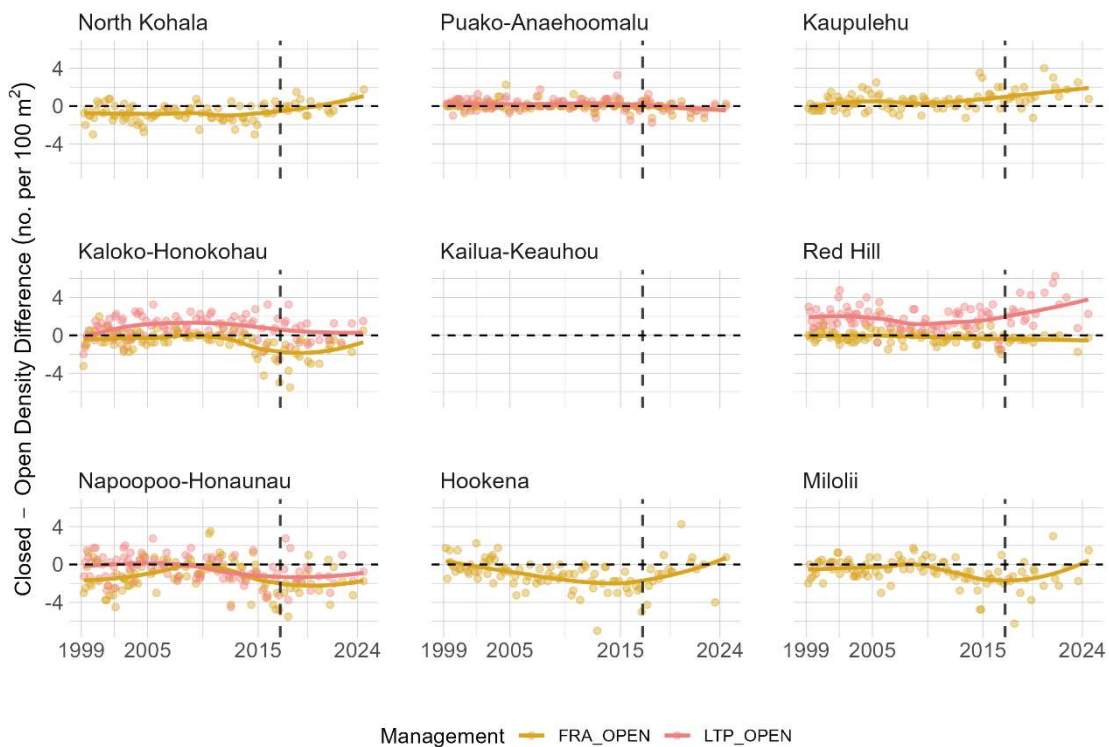 North Kohala
Puako-Anaehoomalu
Kaupulehu
4
0
-4
Kaloko-Honokohau
Kailua-Keauhou
Red Hill
4
0
-4
Napoopoo-Honaunau
Hookena
Milolii
4
0
-4
1999 2005 2015 2024
1999 2005 2015 2024
1999 2005 2015 2024
Closed – Open Density Difference (no. per 100 m²)
Management FRA_OPEN LTP_OPEN